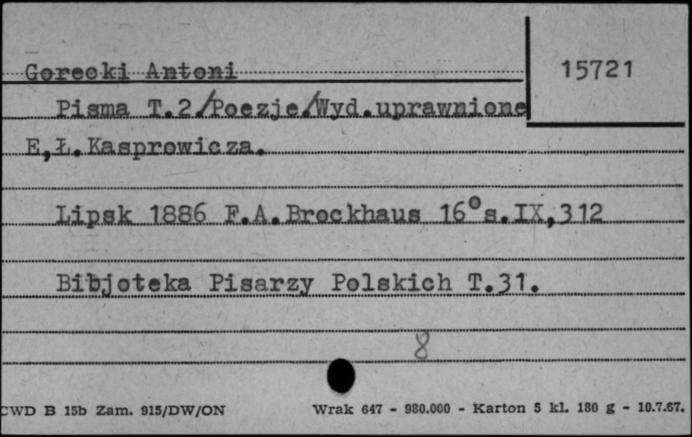 Gorecki Antoni
15721
Pisma T.2/Poezje/Wyd.uprawnione
E,Ł.Kasprowicza.
Lipsk 1886 F.A.Brockhaus 16° s.IX,312
Bibjoteka Pisarzy Polskich T.31.
8
CWD B 15b Zam. 915/DW/ON Wrak 647 - 980.000 - Karton 5 kl. 180 g - 10.7.67.